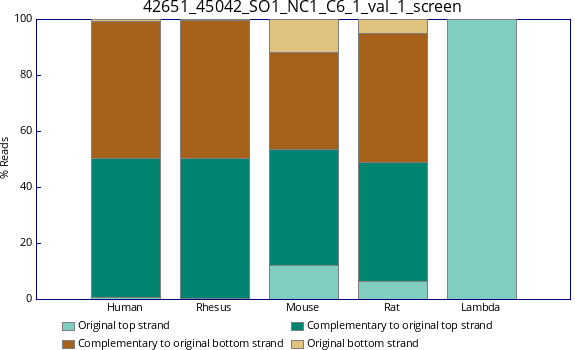 42651_45042_SO1_NC1_C6_1_val_1_screen
100
80
60
40
20
0
% Reads
Human Rhesus Mouse Rat Lambda
Original top strand Complementary to original top strand
Complementary to original bottom strand Original bottom strand